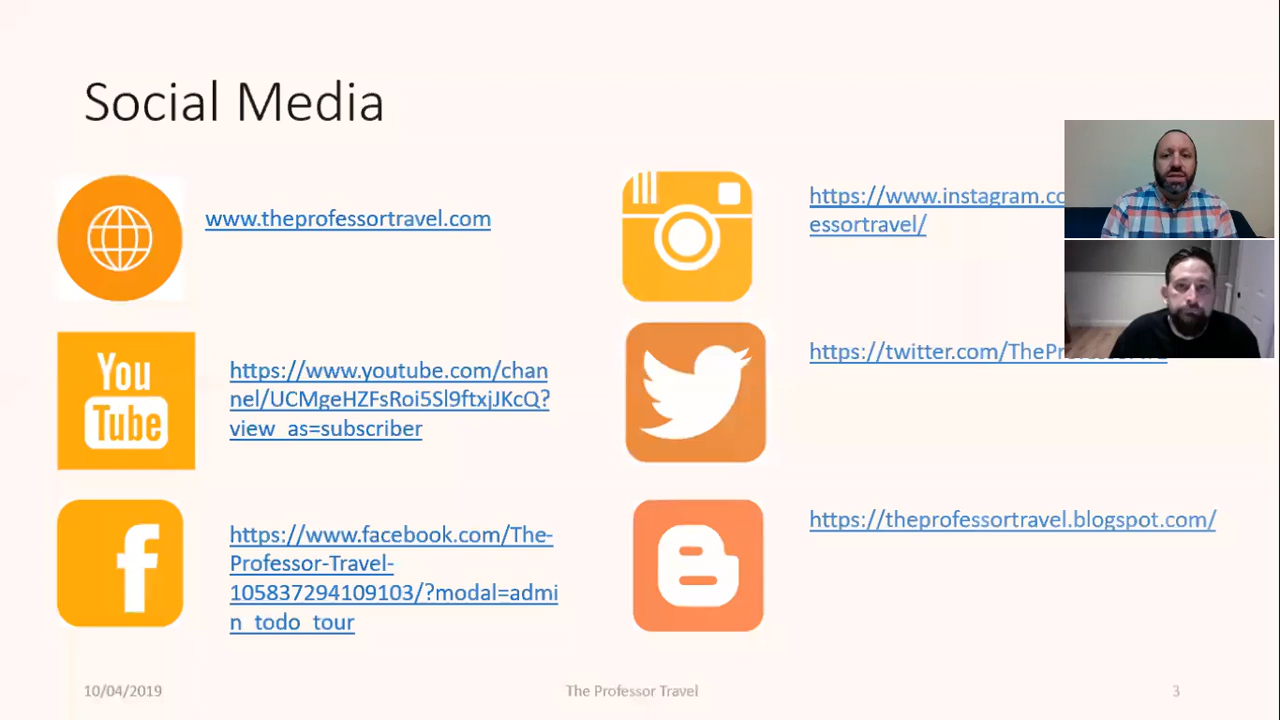 Social Media
www.theprofessortravel.com
You
Tube
https://www.youtube.com/chan
nel/UCMgeHZFsRoi5Sl9ftxjJKcQ?
view_as=subscriber
https://www.facebook.com/The-
Professor-Travel-
105837294109103/?modal=admi
n_todo_tour
https://www.instagram.co
essortravel/
https://twitter.com/ThePr
https://theprofessortravel.blogspot.com/
10/04/2019
The Professor Travel
3